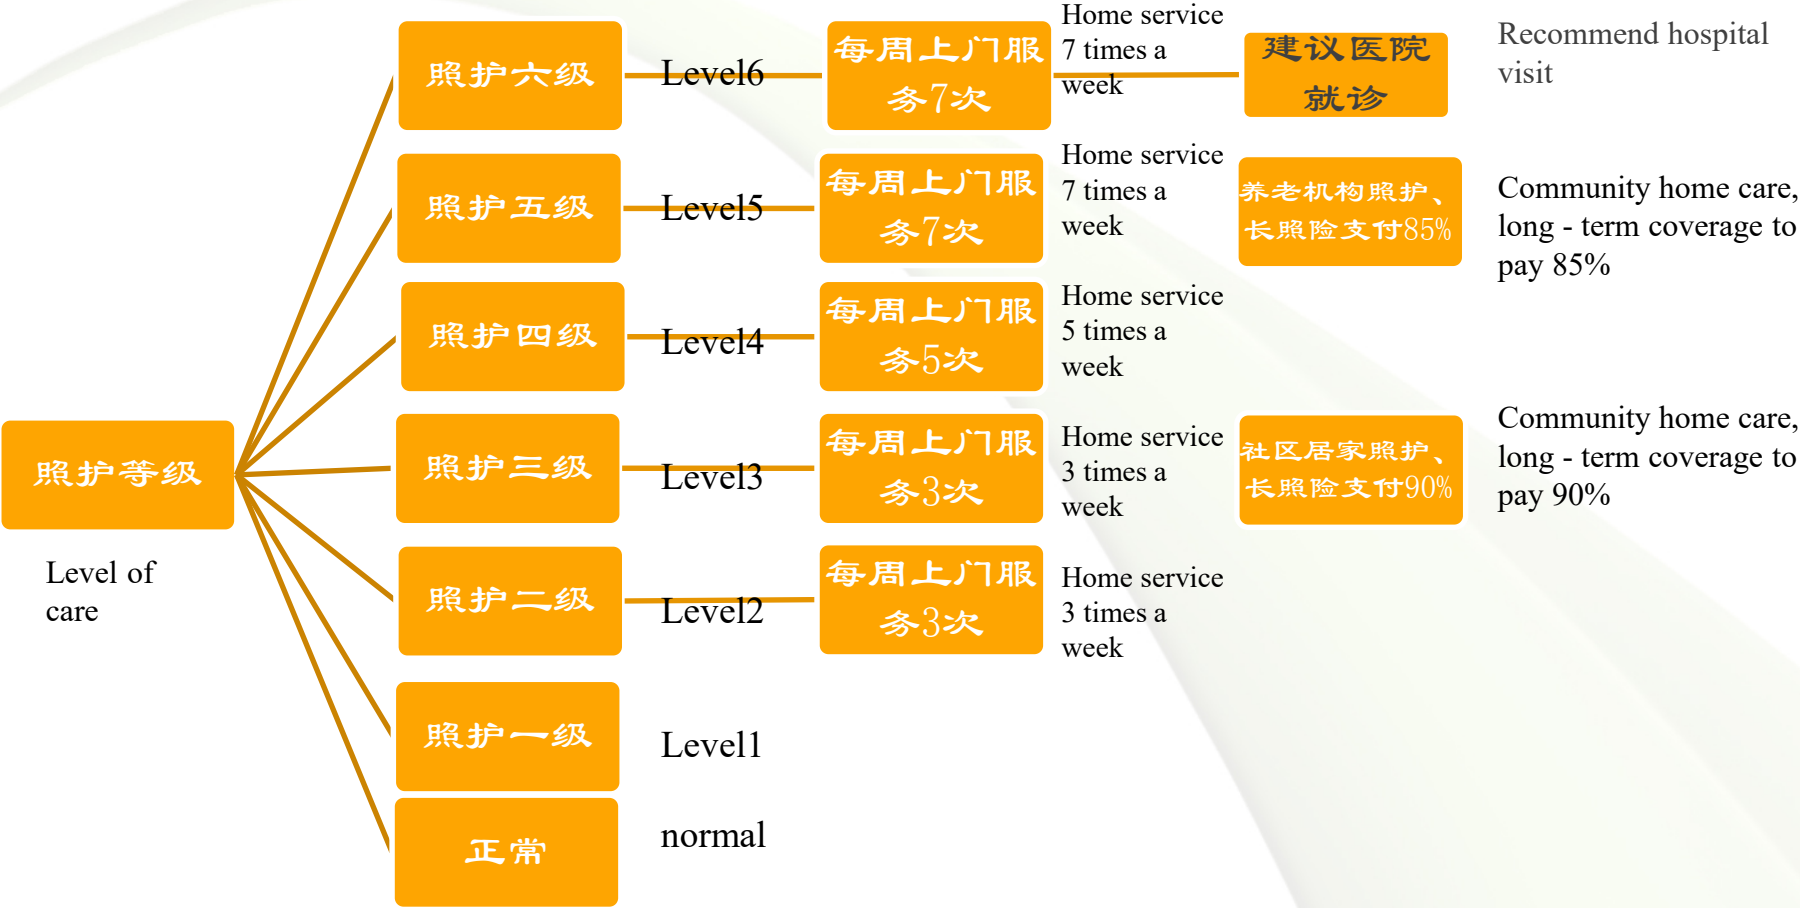 照护等级
Level of
care
照护六级
Level6
每周上门服
务7次
Home service
7 times a
week
建议医院
就诊
Recommend hospital
visit
照护五级
Level5
每周上门服
务7次
Home service
7 times a
week
养老机构照护、
长照险支付85%
Community home care,
long - term coverage to
pay 85%
照护四级
Level4
每周上门服
务5次
Home service
5 times a
week
照护三级
Level3
每周上门服
务3次
Home service
3 times a
week
社区居家照护、
长照险支付90%
Community home care,
long - term coverage to
pay 90%
照护二级
Level2
每周上门服
务3次
Home service
3 times a
week
照护一级
Level1
正常
normal